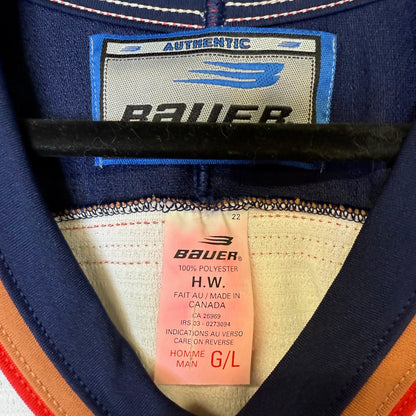 AUTHENTIC
BAUER
22
BAUER®
100% POLYESTER
H.W.
FAIT AU / MADE IN
CANADA
CA 26969
IRS 03 - 0273094
INDICATIONS AU VERSO
CARE ON REVERSE
HOMME
MAN G/L